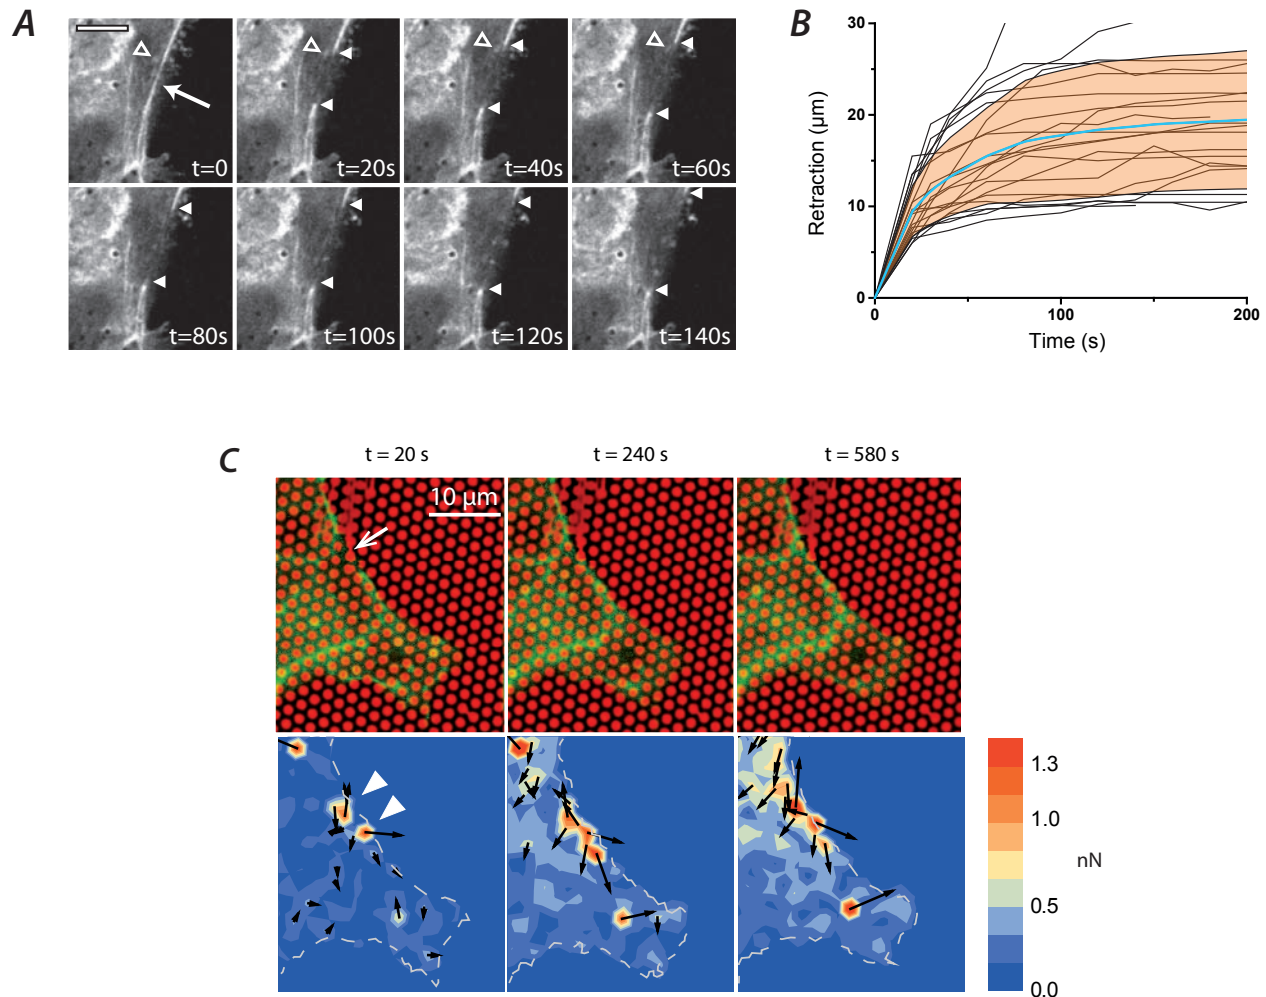 A
t=0
t=20s
t=40s
t=60s
t=80s
t=100s
t=120s
t=140s
B
30
20
10
0
Retraction (µm)
0
100
200
Time (s)
C
t = 20 s
t = 240 s
t = 580 s
10 µm
1.3
1.0
0.5
0.0
nN